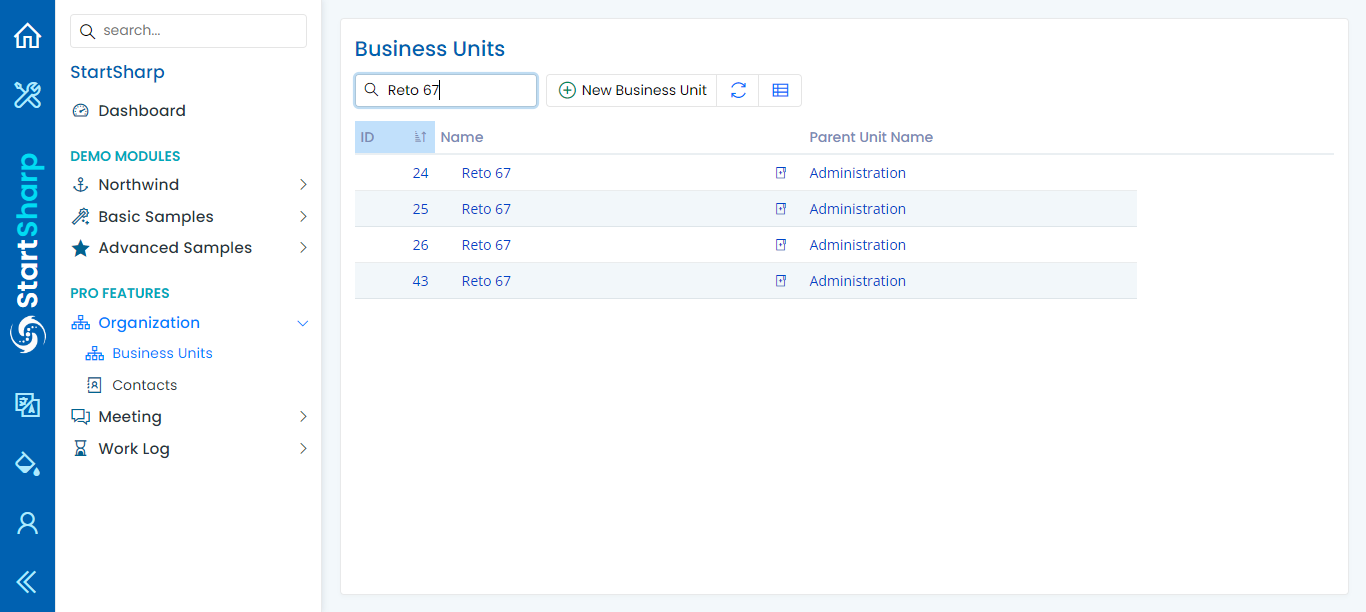 StartSharp
search...
StartSharp
Dashboard
DEMO MODULES
Northwind
Basic Samples
Advanced Samples
PRO FEATURES
Organization
Business Units
Contacts
Meeting
Work Log
Business Units
Reto 67
New Business Unit
ID Name Parent Unit Name
24 Reto 67 Administration
25 Reto 67 Administration
26 Reto 67 Administration
43 Reto 67 Administration